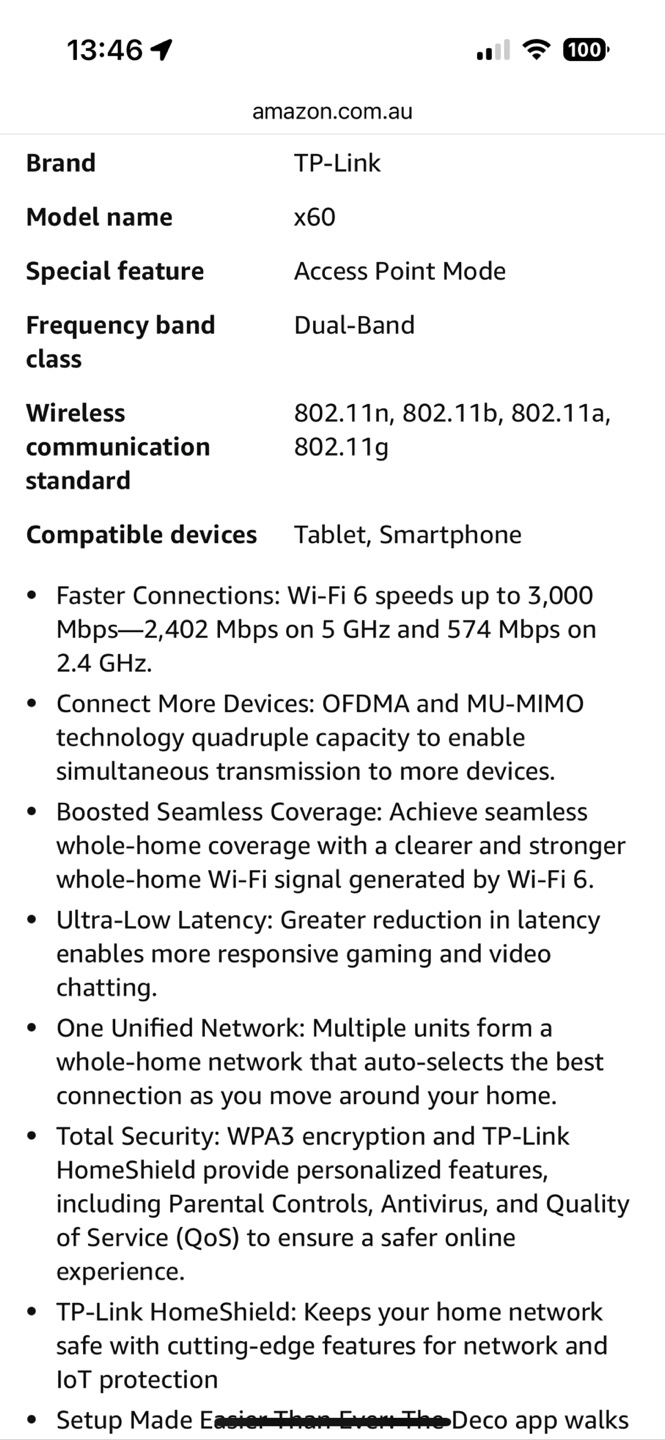 13:46
100
amazon.com.au
Brand TP-Link
Model name x60
Special feature Access Point Mode
Frequency band Dual-Band
class
Wireless 802.11n, 802.11b, 802.11a,
communication 802.11g
standard
Compatible devices Tablet, Smartphone
• Faster Connections: Wi-Fi 6 speeds up to 3,000
Mbps—2,402 Mbps on 5 GHz and 574 Mbps on
2.4 GHz.
• Connect More Devices: OFDMA and MU-MIMO
technology quadruple capacity to enable
simultaneous transmission to more devices.
• Boosted Seamless Coverage: Achieve seamless
whole-home coverage with a clearer and stronger
whole-home Wi-Fi signal generated by Wi-Fi 6.
• Ultra-Low Latency: Greater reduction in latency
enables more responsive gaming and video
chatting.
• One Unified Network: Multiple units form a
whole-home network that auto-selects the best
connection as you move around your home.
• Total Security: WPA3 encryption and TP-Link
HomeShield provide personalized features,
including Parental Controls, Antivirus, and Quality
of Service (QoS) to ensure a safer online
experience.
• TP-Link HomeShield: Keeps your home network
safe with cutting-edge features for network and
IoT protection
• Setup Made Easier Than Ever: The Deco app walks